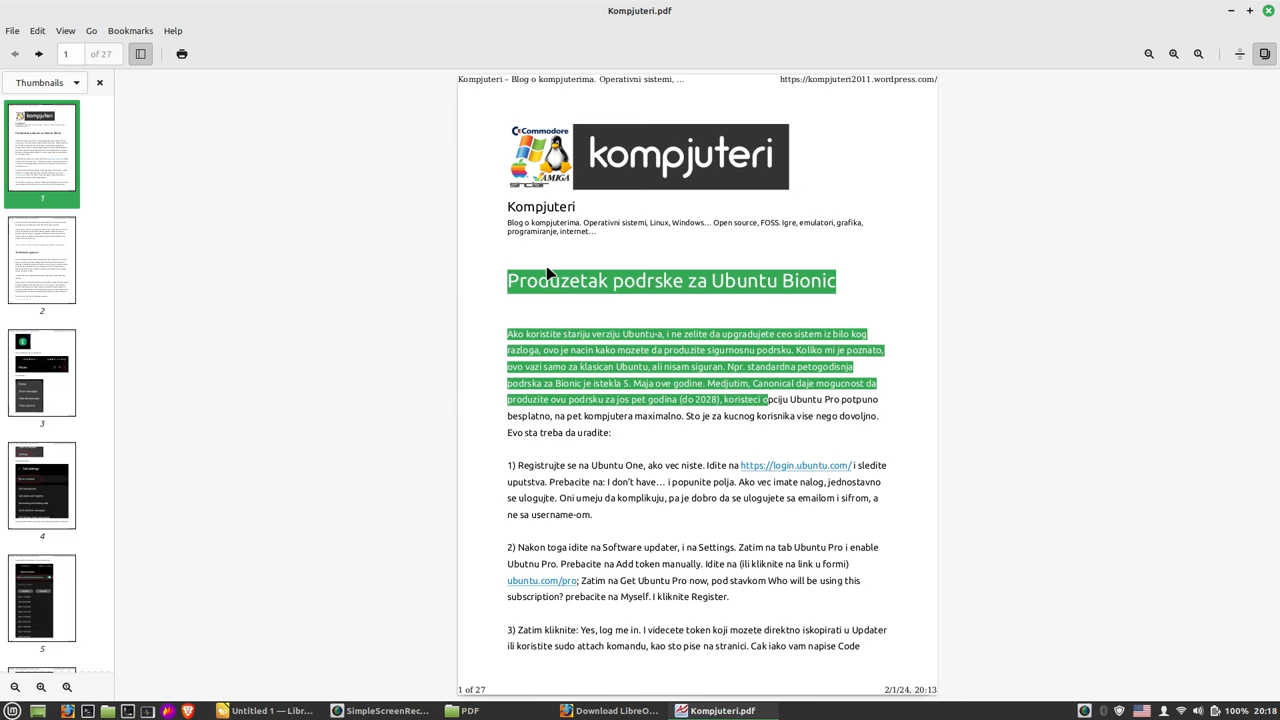 Kompjuteri.pdf
File Edit View Go Bookmarks Help
1 of 27
Thumbnails
1
2
3
4
5
Kompjuteri – Blog o kompjuterima. Operativni sistemi, ... https://kompjuteri2011.wordpress.com/
Commodore
AMIGA
sinclair
kompjuteri
Kompjuteri
Blog o kompjuterima. Operativni sistemi, Linux, Windows... Open source, FOSS. Igre, emulatori, grafika,
programiranje, internet...
Produzetak podrske za Ubuntu Bionic
Ako koristite stariju verziju Ubuntu-a, i ne zelite da upgradujete ceo sistem iz bilo kog
razloga, ovo je nacin kako mozete da produzite sigurnosnu podrsku. Koliko mi je poznato,
ovo vazi samo za klasican Ubuntu, ali nisam siguran. Npr. standardna petogodisnja
podrska za Bionic je istekla 5. Maja ove godine. Medjutim, Canonical daje mogucnost da
produzite ovu podrsku za jos pet godina (do 2028), koristeci opciju Ubuntu Pro potpuno
besplatno, na pet kompjutera maximalno. Sto je za kucnog korisnika vise nego dovoljno.
Evo sta treba da uradite:
1) Registrujte se na Ubuntu One, ako vec niste. Idite na https://login.ubuntu.com/ i sledite
uputstva. Prebacite na: I don't have... i popunite polja. Ako vec imate nalog, jednostavno
se ulogujte. Oni umeju da komplikuju, pa je dobro da se ulogujete sa emailom i sifrom, a
ne sa username-om.
2) Nakon toga idite na Software updater, i na Settings. Zatim na tab Ubuntu Pro i enable
Ubutnu Pro. Prebacite na Add token manually. Idite na (ili kliknite na link u formi)
ubuntu.com/pro; Zatim na Get Ubuntu Pro now, pod stavkom Who will be using this
subscription? prebacite na Myself. I kliknite Register.
3) Zatim kliknite: Yes, log me in. I videcete token koji mozete direktno iskopirati u Updater
ili koristite sudo attach komandu, kao sto pise na stranici. Cak iako vam napise Code
1 of 27 2/1/24, 20:13
Untitled 1 — Libr... SimpleScreenRec... PDF Download LibreO... Kompjuteri.pdf 100% 20:18